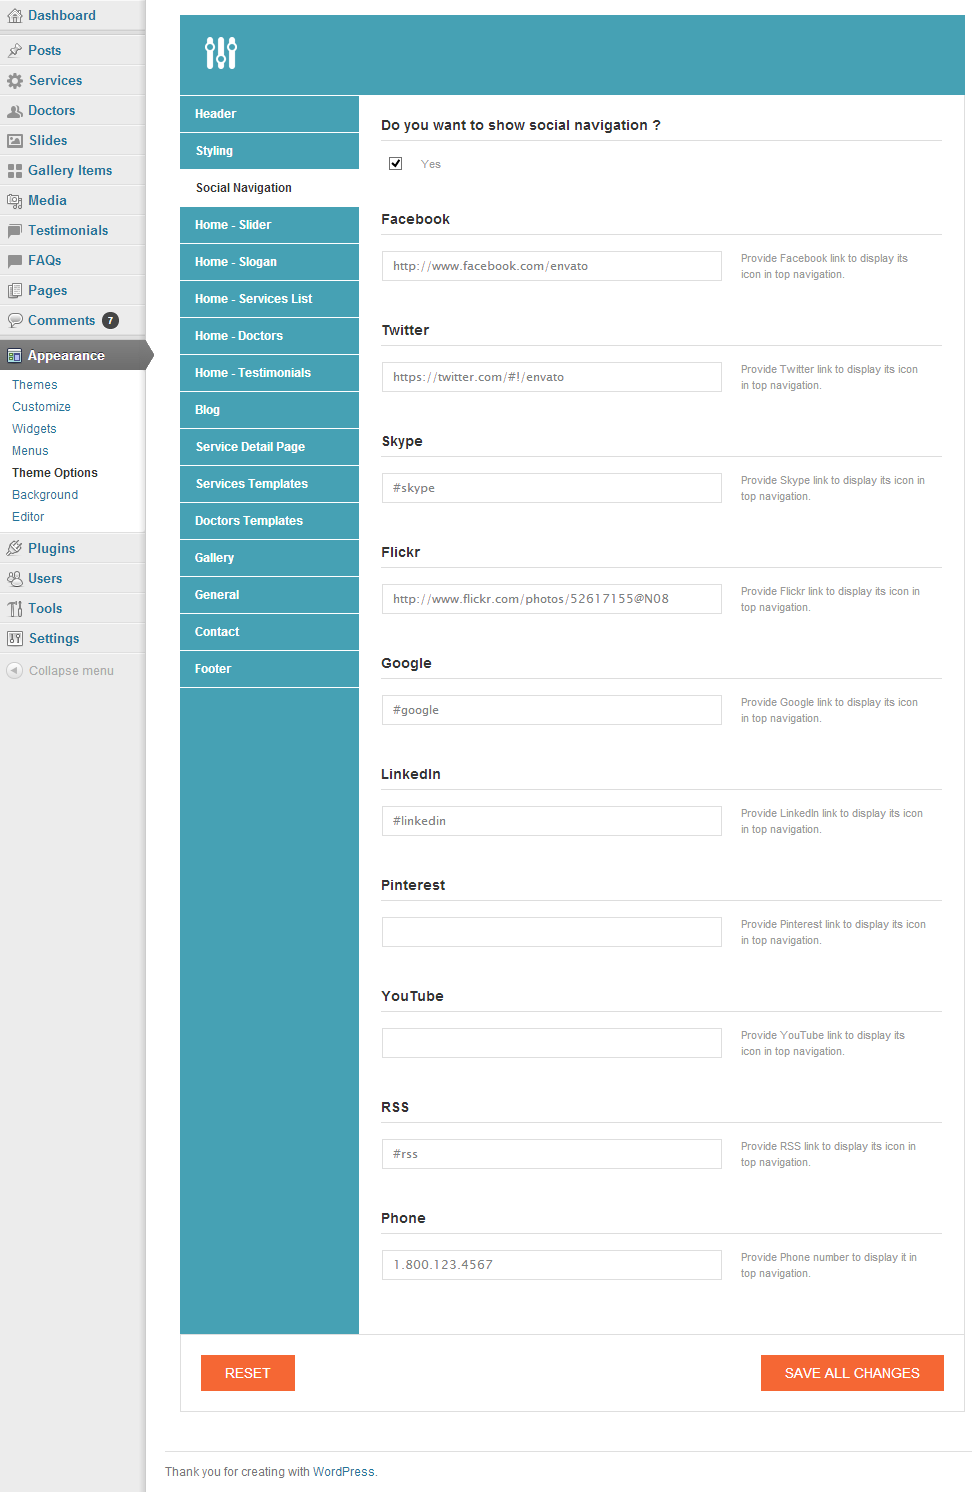 Dashboard
Posts
Services
Doctors
Slides
Gallery Items
Media
Testimonials
FAQs
Pages
Comments 7
Appearance
Themes
Customize
Widgets
Menus
Theme Options
Background
Editor
Plugins
Users
Tools
Settings
Collapse menu
Header
Styling
Social Navigation
Home - Slider
Home - Slogan
Home - Services List
Home - Doctors
Home - Testimonials
Blog
Service Detail Page
Services Templates
Doctors Templates
Gallery
General
Contact
Footer
Do you want to show social navigation ?
Yes
Facebook
http://www.facebook.com/envato
Provide Facebook link to display its
icon in top navigation.
Twitter
https://twitter.com/#!/envato
Provide Twitter link to display its icon
in top navigation.
Skype
#skype
Provide Skype link to display its icon in
top navigation.
Flickr
http://www.flickr.com/photos/52617155@N08
Provide Flickr link to display its icon in
top navigation.
Google
#google
Provide Google link to display its icon
in top navigation.
LinkedIn
#linkedin
Provide LinkedIn link to display its icon
in top navigation.
Pinterest
Provide Pinterest link to display its icon
in top navigation.
YouTube
Provide YouTube link to display its
icon in top navigation.
RSS
#rss
Provide RSS link to display its icon in
top navigation.
Phone
1.800.123.4567
Provide Phone number to display it in
top navigation.
RESET
SAVE ALL CHANGES
Thank you for creating with WordPress.